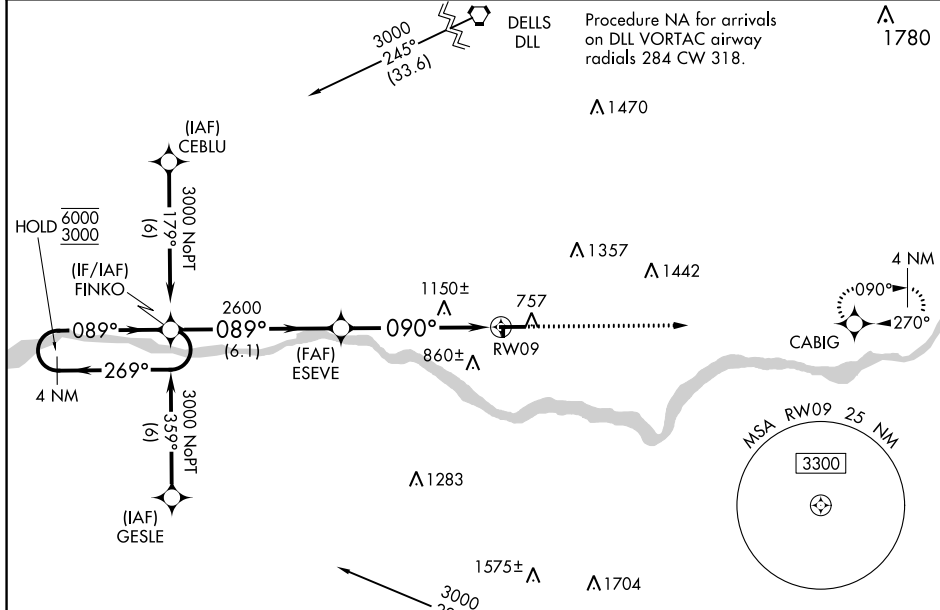 DELLS
DLL
Procedure NA for arrivals
on DLL VORTAC airway
radials 284 CW 318.
1780
3000
245°
(33.6)
1470
(IAF)
CEBLU
3000 NoPT
179°
(6)
HOLD
6000
3000
(IF/IAF)
FINKO
1357
1442
4 NM
090°
270°
CABIG
1150±
757
2600
089°
089°
(6.1)
090°
RW09
(FAF)
ESEVE
860±
269°
4 NM
3000 NoPT
359°
(6)
MSA RW09 25 NM
3300
1283
(IAF)
GESLE
1575±
1704
3000